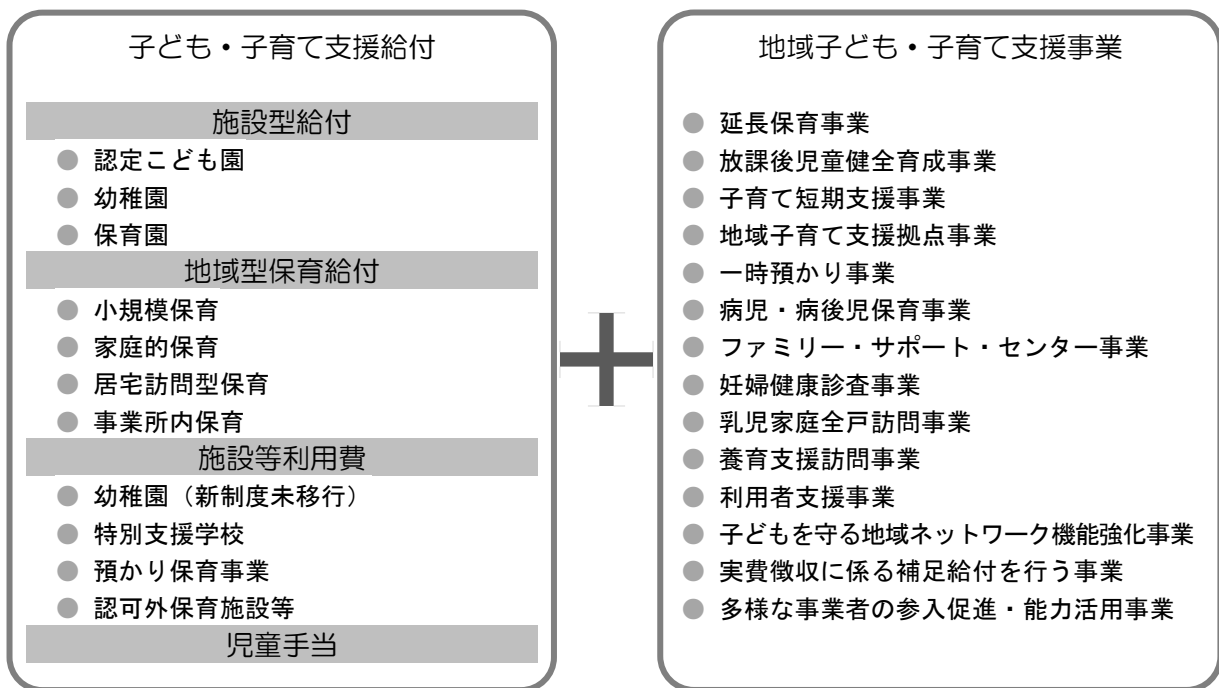 子ども・子育て支援給付
施設型給付
● 認定こども園
● 幼稚園
● 保育園
地域型保育給付
● 小規模保育
● 家庭的保育
● 居宅訪問型保育
● 事業所内保育
施設等利用費
● 幼稚園（新制度未移行）
● 特別支援学校
● 預かり保育事業
● 認可外保育施設等
児童手当
地域子ども・子育て支援事業
● 延長保育事業
● 放課後児童健全育成事業
● 子育て短期支援事業
● 地域子育て支援拠点事業
● 一時預かり事業
● 病児・病後児保育事業
● ファミリー・サポート・センター事業
● 妊婦健康診査事業
● 乳児家庭全戸訪問事業
● 養育支援訪問事業
● 利用者支援事業
● 子どもを守る地域ネットワーク機能強化事業
● 実費徴収に係る補足給付を行う事業
● 多様な事業者の参入促進・能力活用事業